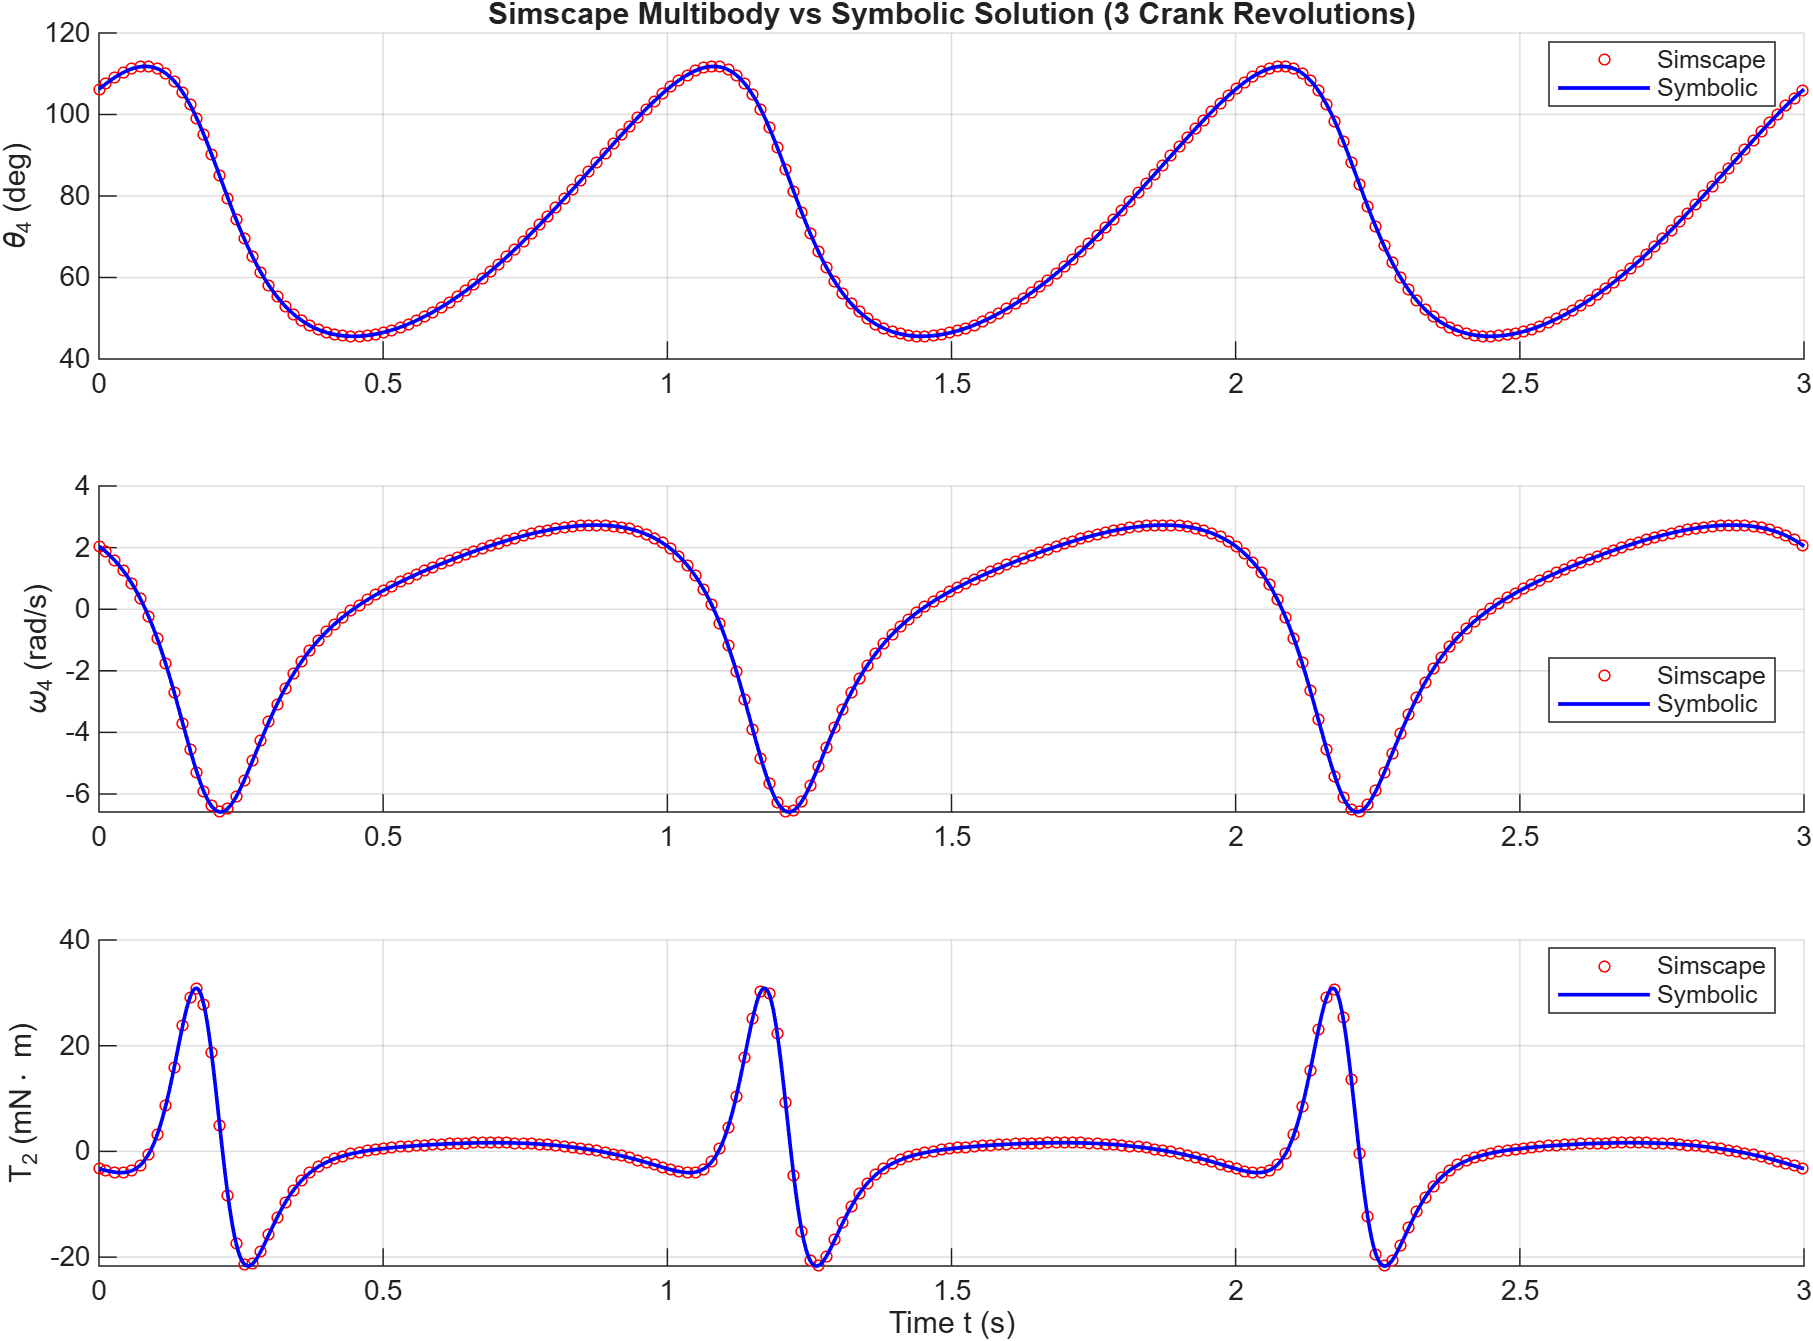 Simscape Multibody vs Symbolic Solution (3 Crank Revolutions)
120
100
80
60
40
θ₄ (deg)
Simscape
Symbolic
0 0.5 1 1.5 2 2.5 3
4
2
0
-2
-4
-6
ω₄ (rad/s)
Simscape
Symbolic
0 0.5 1 1.5 2 2.5 3
40
20
0
-20
T₂ (mN · m)
Simscape
Symbolic
0 0.5 1 1.5 2 2.5 3
Time t (s)